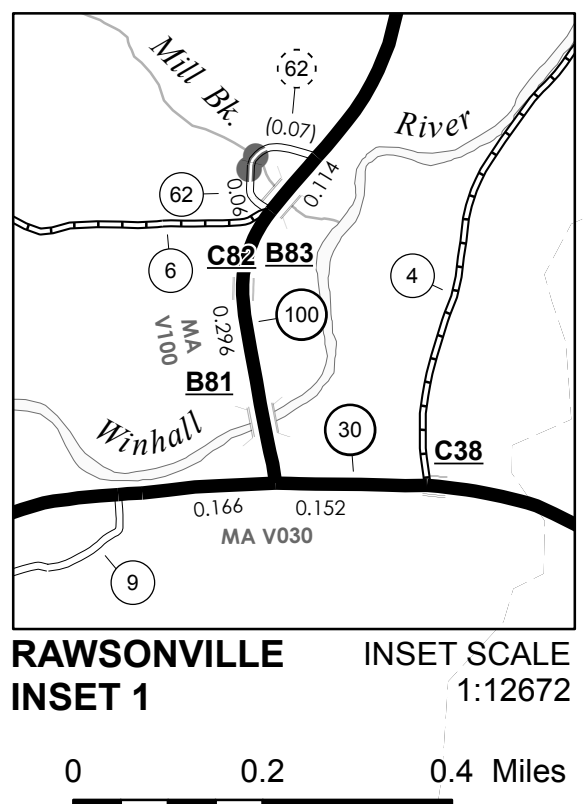 62
Mill Bk.
(0.07)
River
0.114
62
0.06
C82 B83
6
4
100
0.296
MA
V100
B81
Winhall
30
C38
0.166
0.152
MA V030
9
RAWSONVILLE
INSET 1
INSET SCALE
1:12672
0 0.2 0.4 Miles